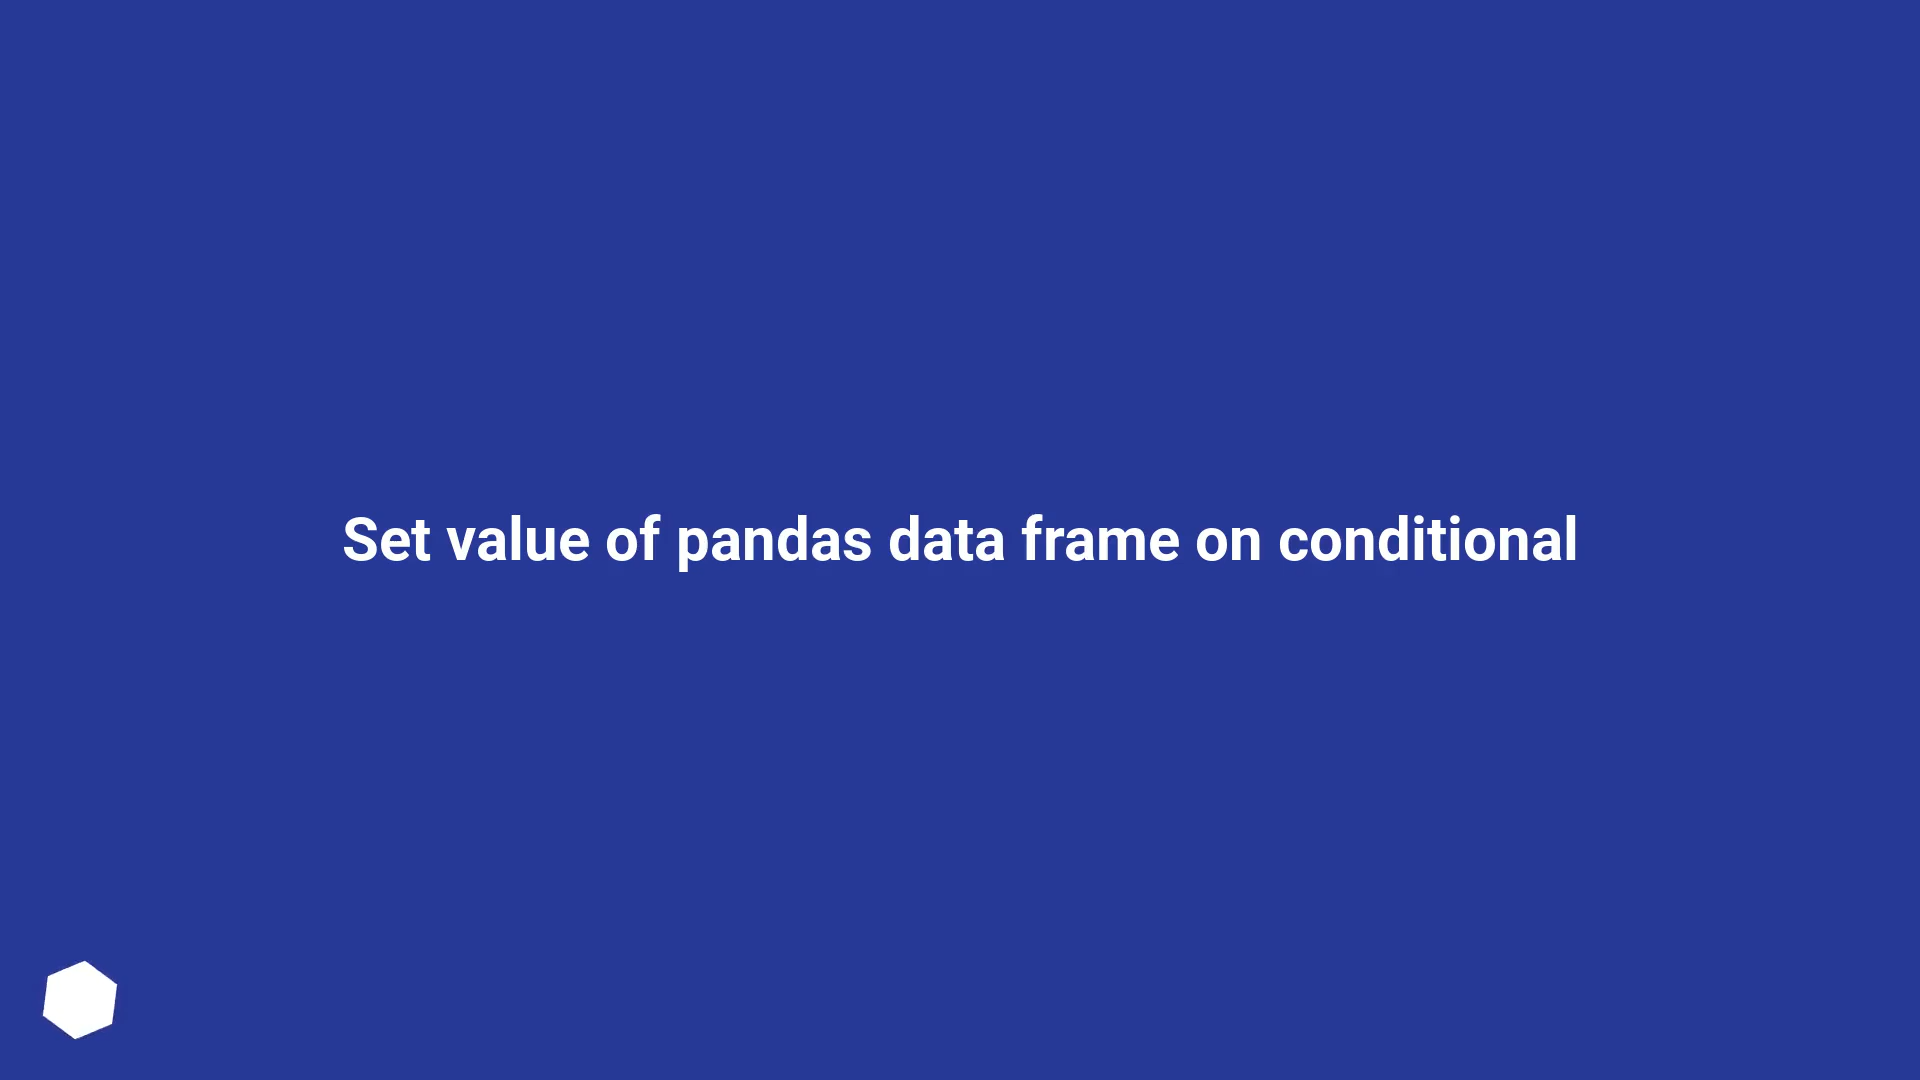 Set value of pandas data frame on conditional